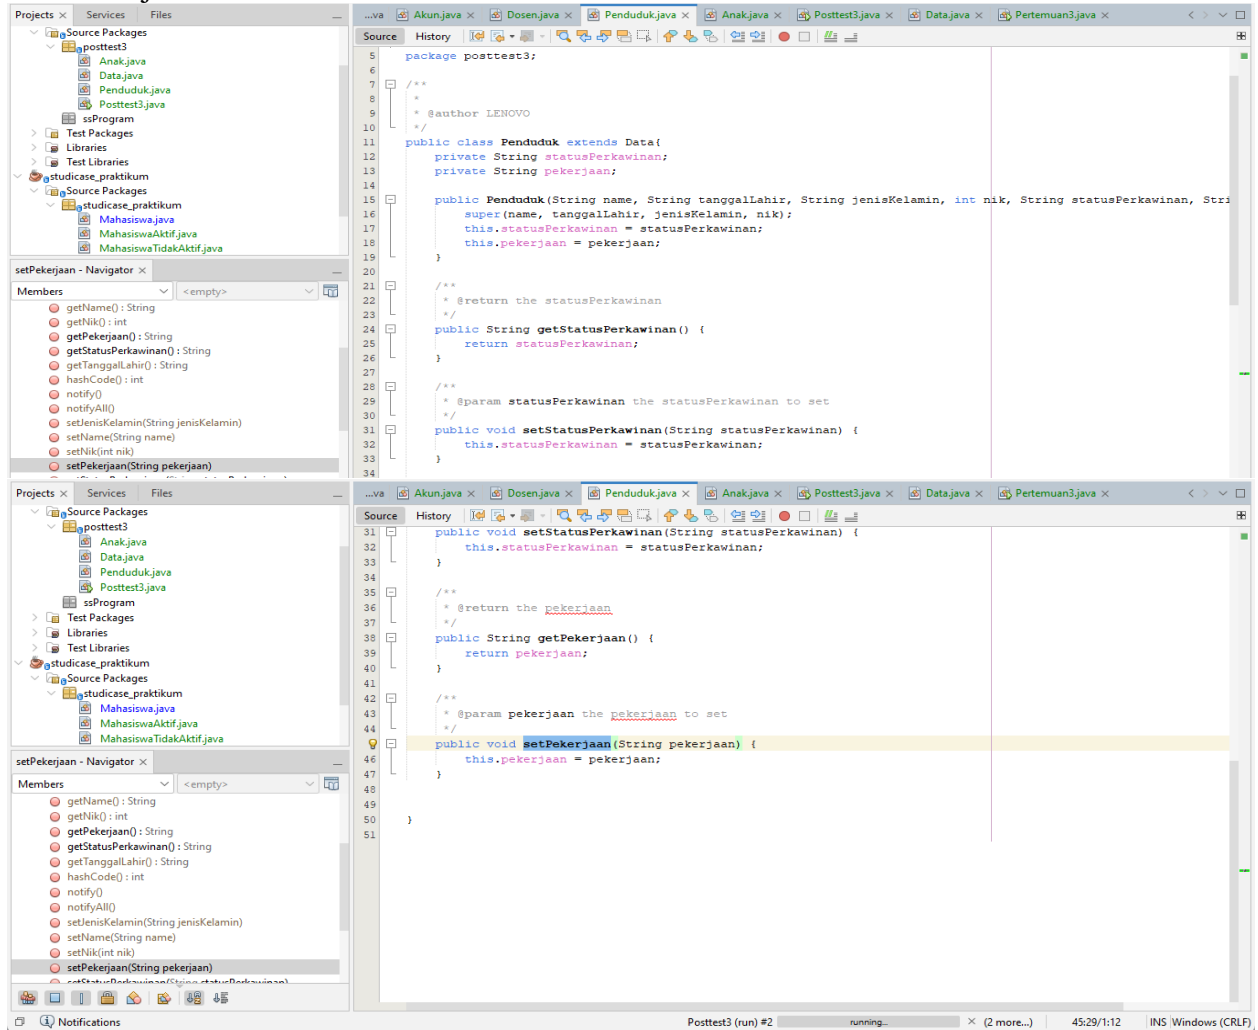 Projects × Services Files
Source Packages
posttest3
Anak.java
Data.java
Penduduk.java
Posttest3.java
ssProgram
Test Packages
Libraries
Test Libraries
studicase_praktikum
Source Packages
studicase_praktikum
Mahasiswa.java
MahasiswaAktif.java
MahasiswaTidakAktif.java
setPekerjaan - Navigator ×
Members <empty>
getName() : String
getNik() : int
getPekerjaan() : String
getStatusPerkawinan() : String
getTanggalLahir() : String
hashCode() : int
notify()
notifyAll()
setJenisKelamin(String jenisKelamin)
setName(String name)
setNik(int nik)
setPekerjaan(String pekerjaan)
...va Akun.java × Dosen.java × Penduduk.java × Anak.java × Posttest3.java × Data.java × Pertemuan3.java ×
Source History
5 package posttest3;
6
7 /**
8 *
9 * @author LENOVO
10 */
11 public class Penduduk extends Data{
12 private String statusPerkawinan;
13 private String pekerjaan;
14
15 public Penduduk(String name, String tanggalLahir, String jenisKelamin, int nik, String statusPerkawinan, Stri
16 super(name, tanggalLahir, jenisKelamin, nik);
17 this.statusPerkawinan = statusPerkawinan;
18 this.pekerjaan = pekerjaan;
19 }
20
21 /**
22 * @return the statusPerkawinan
23 */
24 public String getStatusPerkawinan() {
25 return statusPerkawinan;
26 }
27
28 /**
29 * @param statusPerkawinan the statusPerkawinan to set
30 */
31 public void setStatusPerkawinan(String statusPerkawinan) {
32 this.statusPerkawinan = statusPerkawinan;
33 }
34
Projects × Services Files
Source Packages
posttest3
Anak.java
Data.java
Penduduk.java
Posttest3.java
ssProgram
Test Packages
Libraries
Test Libraries
studicase_praktikum
Source Packages
studicase_praktikum
Mahasiswa.java
MahasiswaAktif.java
MahasiswaTidakAktif.java
setPekerjaan - Navigator ×
Members <empty>
getName() : String
getNik() : int
getPekerjaan() : String
getStatusPerkawinan() : String
getTanggalLahir() : String
hashCode() : int
notify()
notifyAll()
setJenisKelamin(String jenisKelamin)
setName(String name)
setNik(int nik)
setPekerjaan(String pekerjaan)
setStatusPerkawinan(String statusPerkawinan)
...va Akun.java × Dosen.java × Penduduk.java × Anak.java × Posttest3.java × Data.java × Pertemuan3.java ×
Source History
31 public void setStatusPerkawinan(String statusPerkawinan) {
32 this.statusPerkawinan = statusPerkawinan;
33 }
34
35 /**
36 * @return the pekerjaan
37 */
38 public String getPekerjaan() {
39 return pekerjaan;
40 }
41
42 /**
43 * @param pekerjaan the pekerjaan to set
44 */
public void setPekerjaan(String pekerjaan) {
46 this.pekerjaan = pekerjaan;
47 }
48
49
50 }
51
Notifications Posttest3 (run) #2 running... × (2 more...) 45:29/1:12 INS Windows (CRLF)